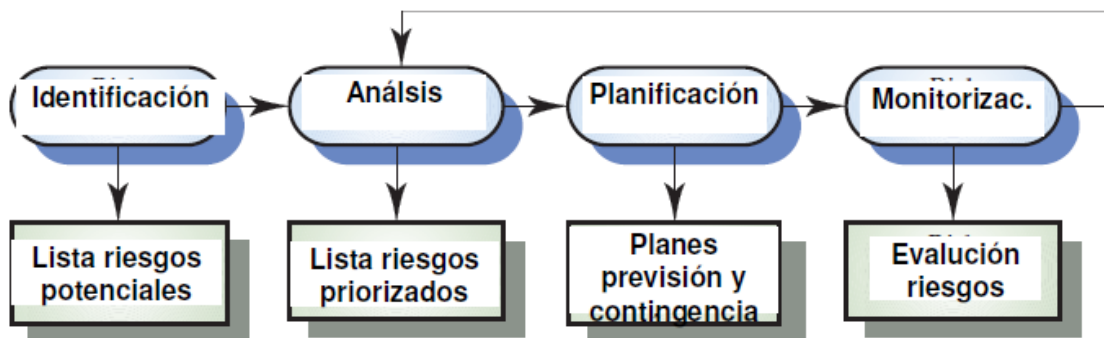 Identificación
Análsis
Planificación
Monitorizac.
Lista riesgos
potenciales
Lista riesgos
priorizados
Planes
previsión y
contingencia
Evalución
riesgos